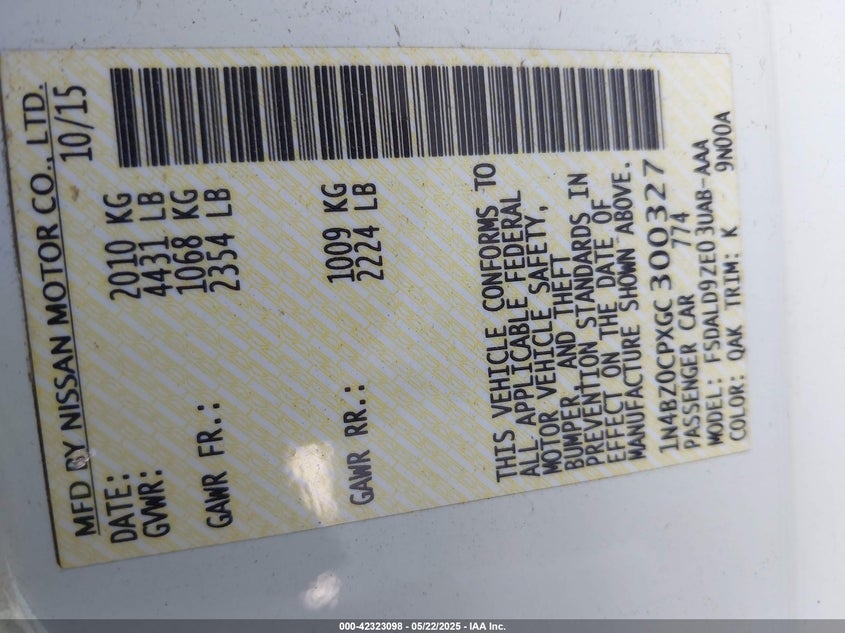 MFD BY NISSAN MOTOR CO., LTD.
DATE: 10/15
GVWR: 2010 KG
4431 LB
GAWR FR.: 1068 KG
2354 LB
GAWR RR.: 1009 KG
2224 LB
THIS VEHICLE CONFORMS TO
ALL APPLICABLE FEDERAL
MOTOR VEHICLE SAFETY,
BUMPER, AND THEFT
PREVENTION STANDARDS IN
EFFECT ON THE DATE OF
MANUFACTURE SHOWN ABOVE.
1N4BZ0CPXGC300327
PASSENGER CAR 774
MODEL: FSDALD9ZE03UAB-AAA
COLOR: QAK TRIM: K 9N00A
000-42323098 - 05/22/2025 - IAA Inc.